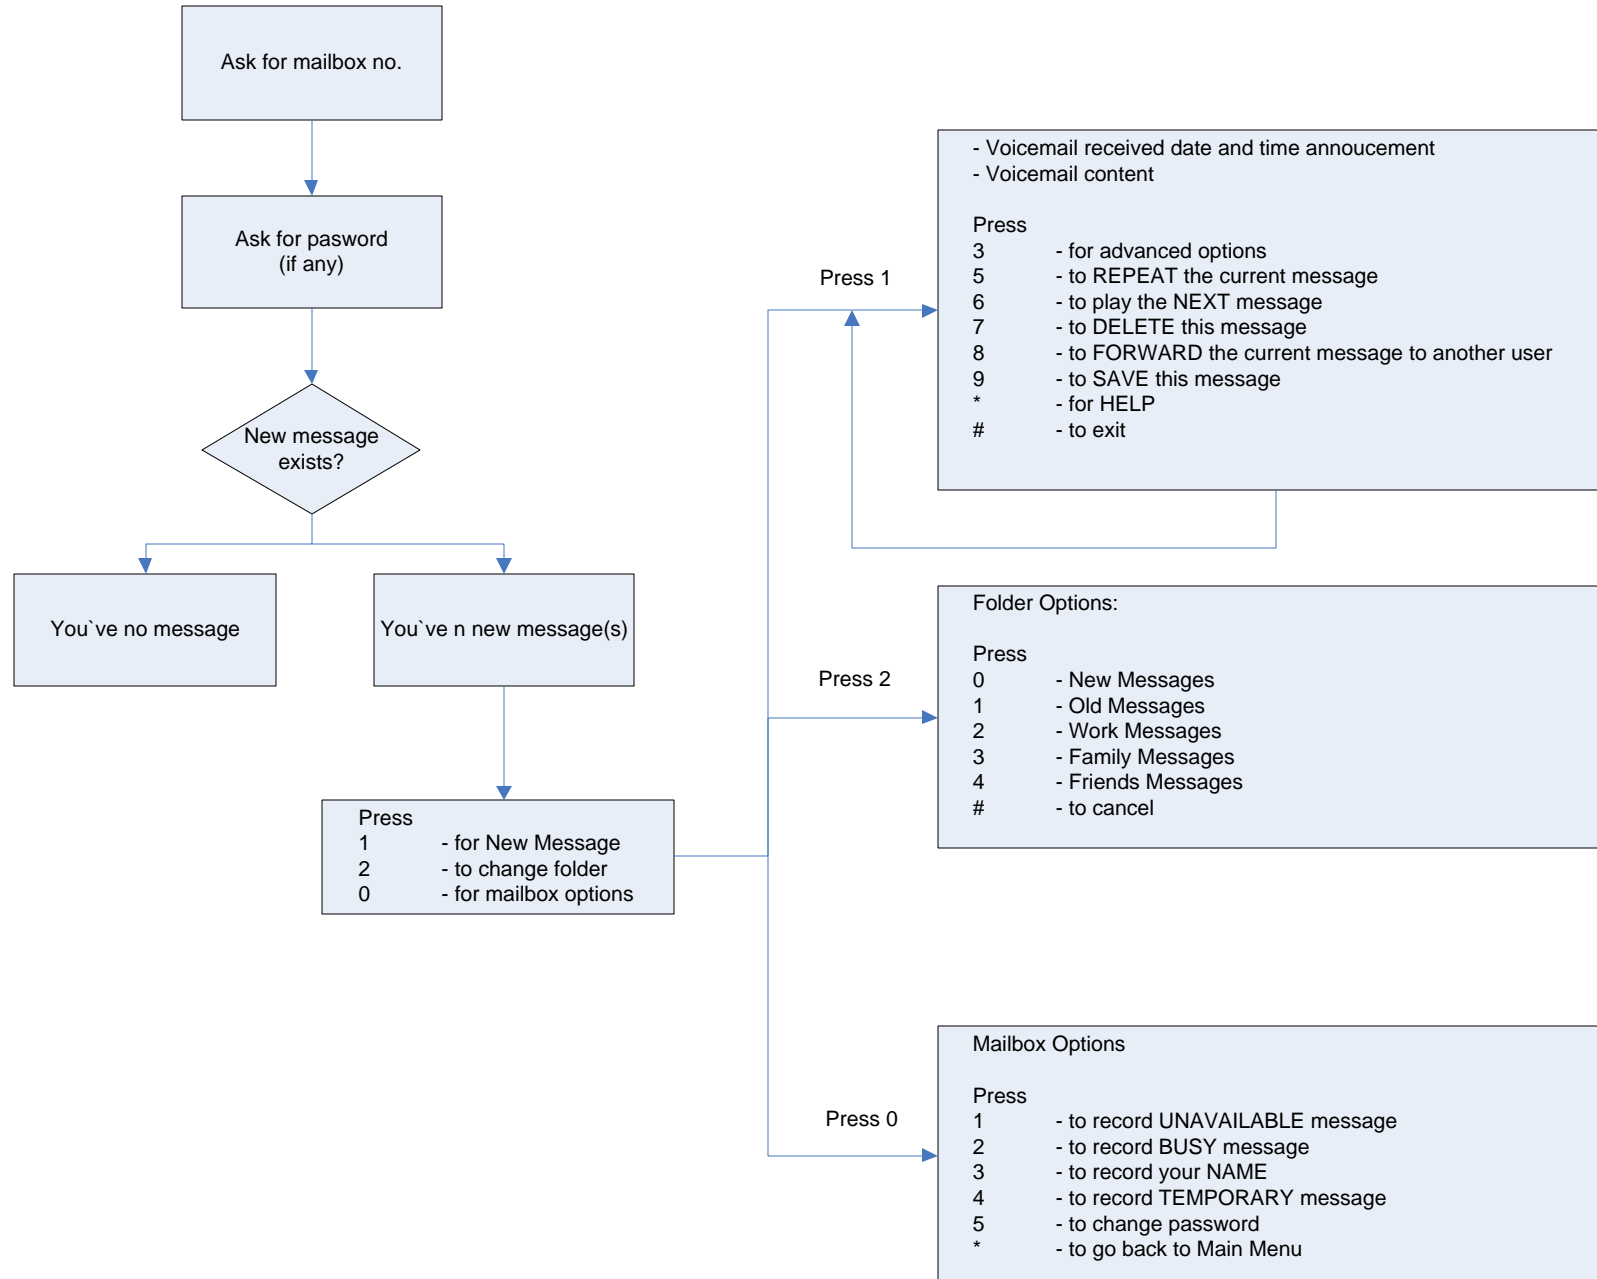 Ask for mailbox no.
Ask for pasword
(if any)
New message
exists?
You`ve no message
You`ve n new message(s)
Press
1 - for New Message
2 - to change folder
0 - for mailbox options
Press 1
- Voicemail received date and time annoucement
- Voicemail content
Press
3 - for advanced options
5 - to REPEAT the current message
6 - to play the NEXT message
7 - to DELETE this message
8 - to FORWARD the current message to another user
9 - to SAVE this message
* - for HELP
# - to exit
Press 2
Folder Options:
Press
0 - New Messages
1 - Old Messages
2 - Work Messages
3 - Family Messages
4 - Friends Messages
# - to cancel
Press 0
Mailbox Options
Press
1 - to record UNAVAILABLE message
2 - to record BUSY message
3 - to record your NAME
4 - to record TEMPORARY message
5 - to change password
* - to go back to Main Menu